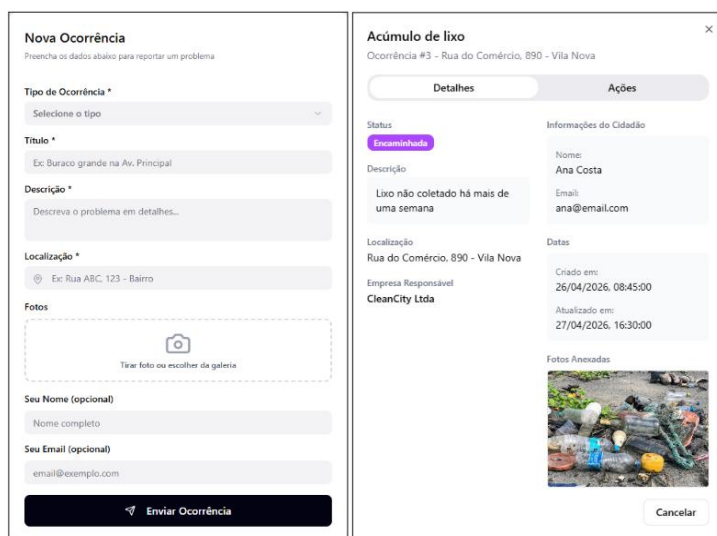 Nova Ocorrência
Preencha os dados abaixo para reportar um problema
Tipo de Ocorrência *
Selecione o tipo
Título *
Ex: Buraco grande na Av. Principal
Descrição *
Descreva o problema em detalhes...
Localização *
Ex: Rua ABC, 123 - Bairro
Fotos
Tirar foto ou escolher da galeria
Seu Nome (opcional)
Nome completo
Seu Email (opcional)
email@exemplo.com
Enviar Ocorrência
Acúmulo de lixo
Ocorrência #3 - Rua do Comércio, 890 - Vila Nova
Detalhes
Ações
Status
Encaminhada
Descrição
Lixo não coletado há mais de
uma semana
Localização
Rua do Comércio, 890 - Vila Nova
Empresa Responsável
CleanCity Ltda
Informações do Cidadão
Nome:
Ana Costa
Email:
ana@email.com
Datas
Criado em:
26/04/2026, 08:45:00
Atualizado em:
27/04/2026, 16:30:00
Fotos Anexadas
Cancelar